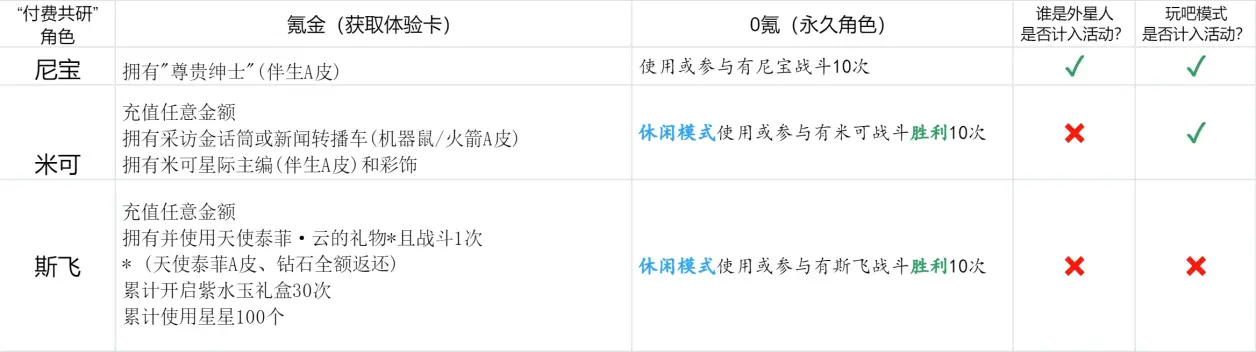 “付费共研”
角色
氪金（获取体验卡）
0氪（永久角色）
谁是外星人
是否计入活动？
玩吧模式
是否计入活动？
尼宝
拥有"尊贵绅士"(伴生A皮)
使用或参与有尼宝战斗10次
✓
✓
米可
充值任意金额
拥有采访金话筒或新闻转播车(机器鼠/火箭A皮)
拥有米可星际主编(伴生A皮)和彩饰
休闲模式使用或参与有米可战斗胜利10次
✖
✓
斯飞
充值任意金额
拥有并使用天使泰菲·云的礼物*且战斗1次
*（天使泰菲A皮、钻石全额返还）
累计开启紫水玉礼盒30次
累计使用星星100个
休闲模式使用或参与有斯飞战斗胜利10次
✖
✖